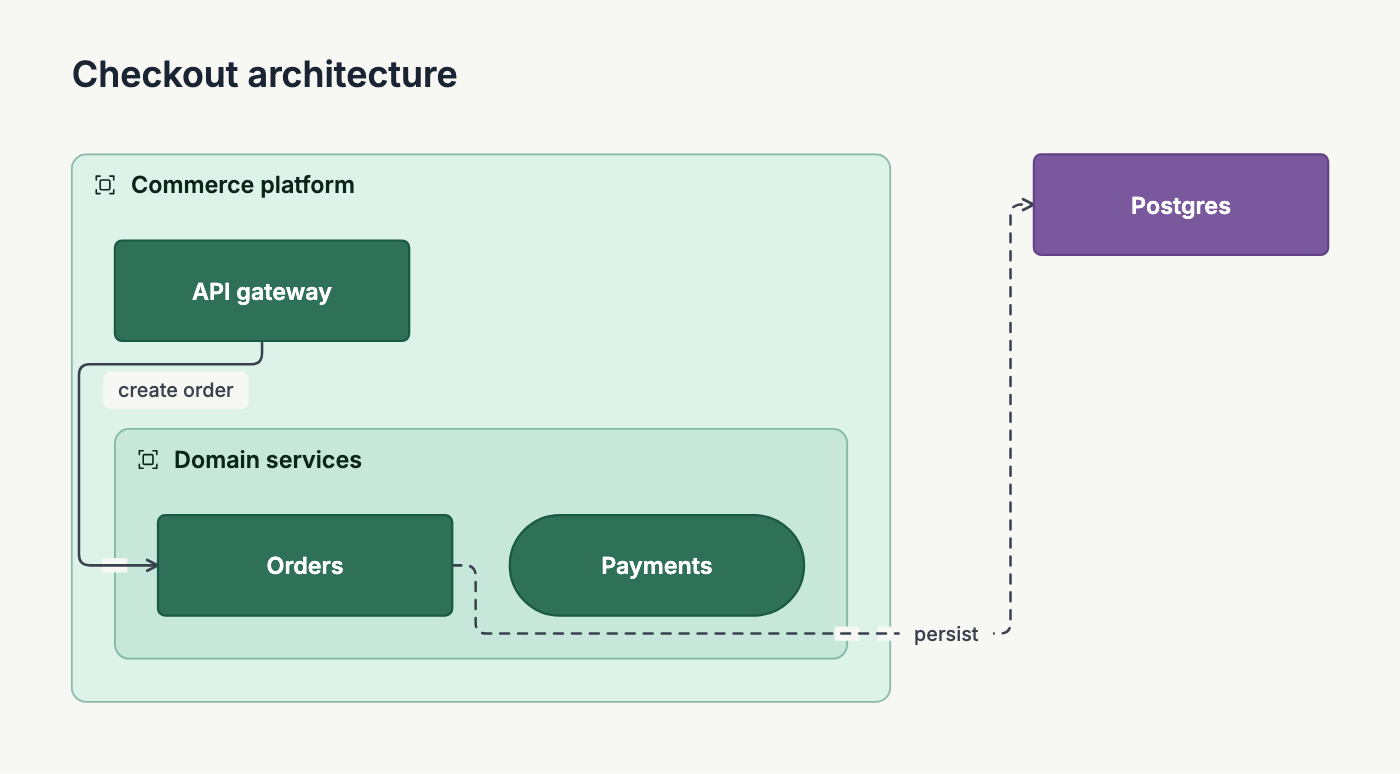 Checkout architecture
Commerce platform
Postgres
API gateway
create order
Domain services
Orders
Payments
persist